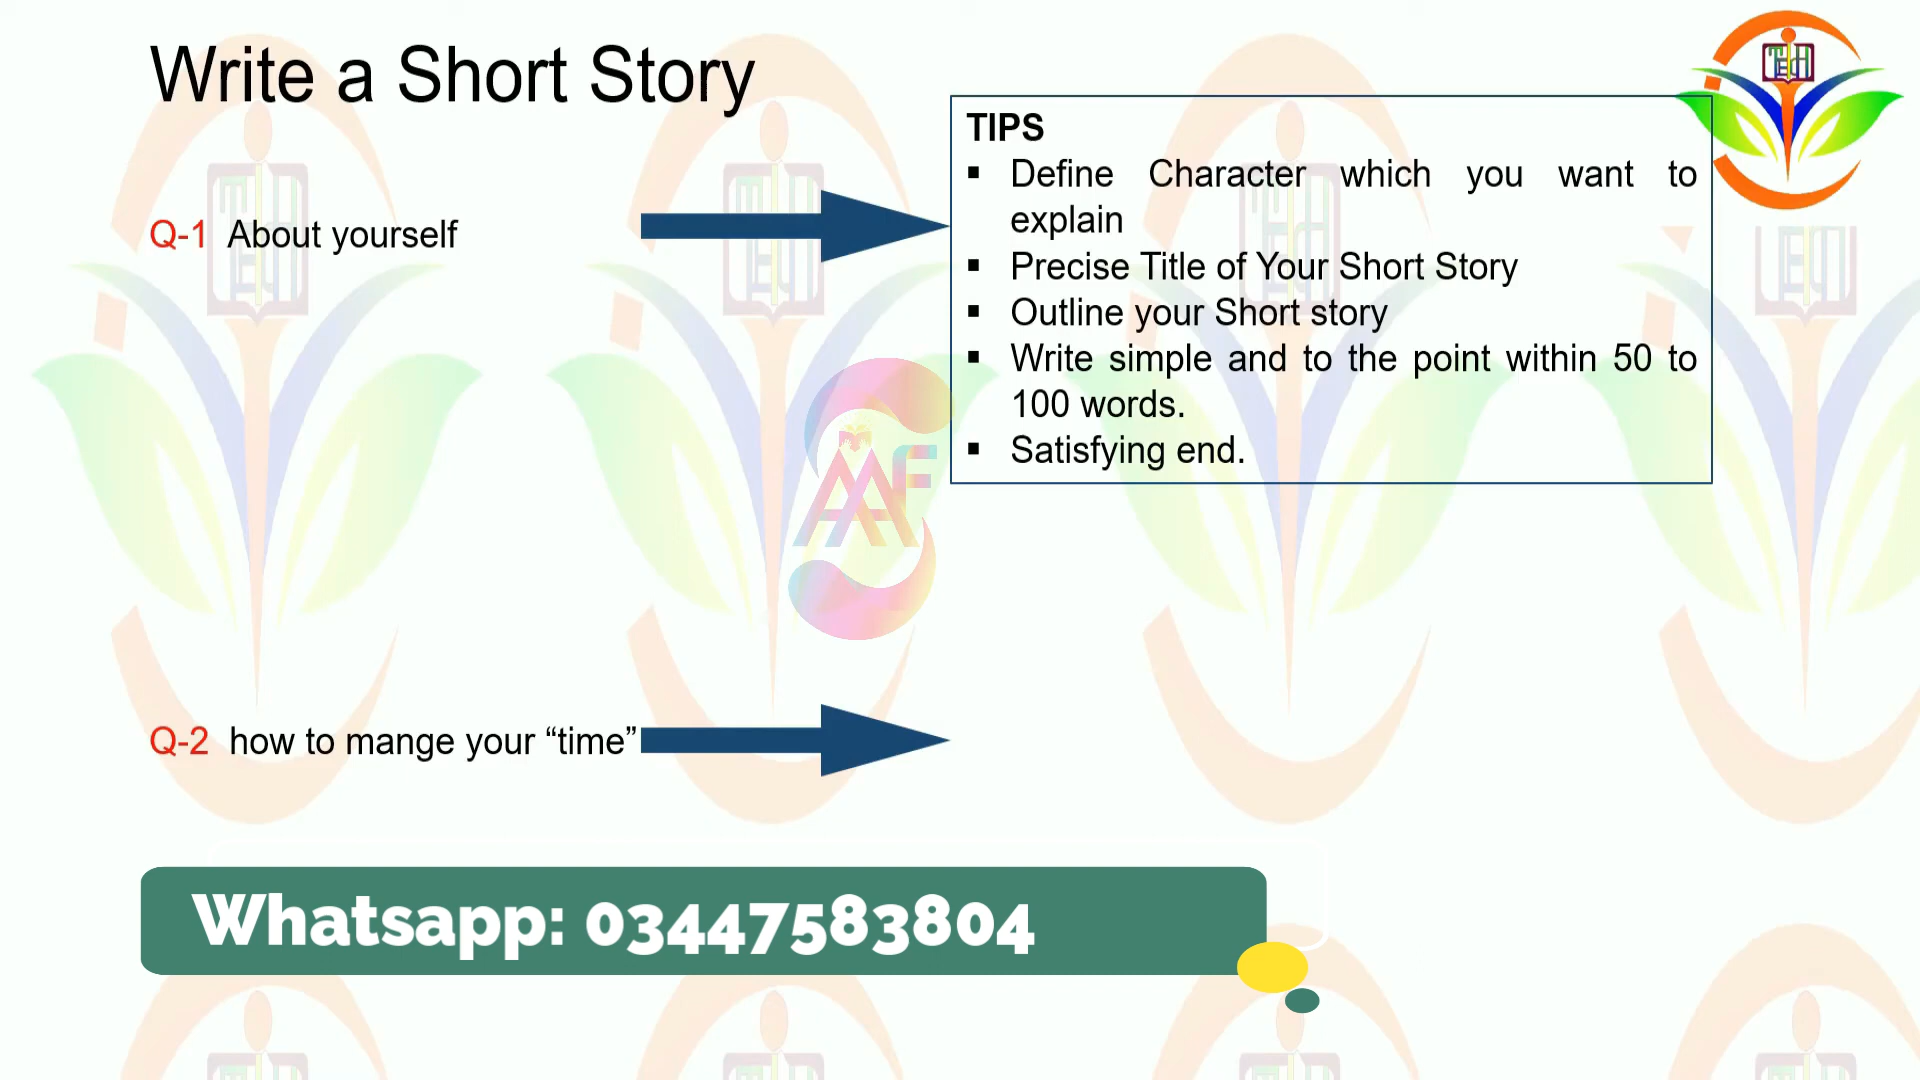 Write a Short Story
TECH
TIPS
▪ Define Character which you want to
explain
▪ Precise Title of Your Short Story
▪ Outline your Short story
▪ Write simple and to the point within 50 to
100 words.
▪ Satisfying end.
Q-1 About yourself
AAF
Q-2 how to mange your “time”
Whatsapp: 03447583804